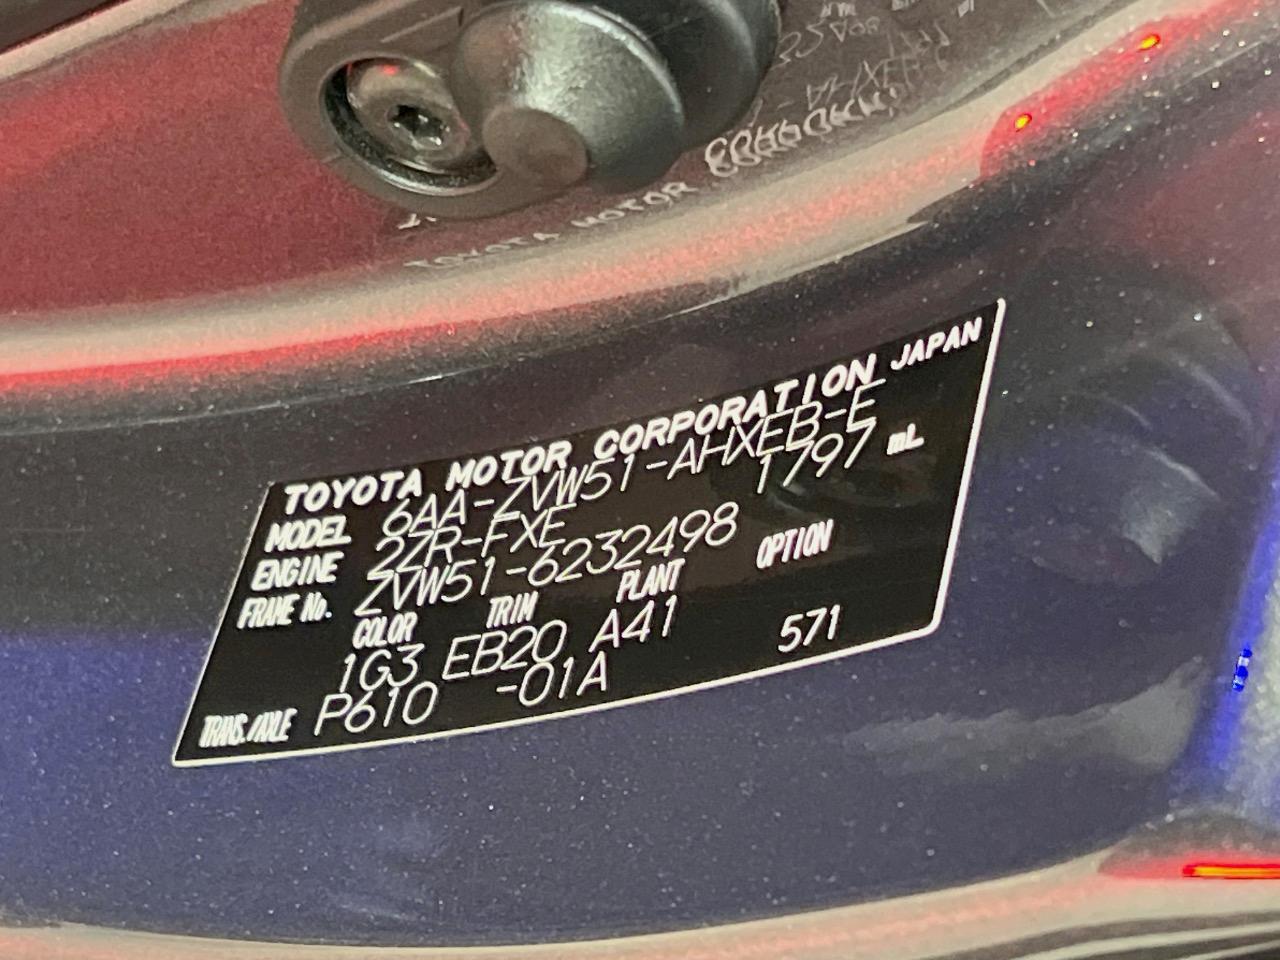 TOYOTA MOTOR CORPORATION JAPAN
MODEL 6AA-ZVW51-AHXEB-E
ENGINE 2ZR-FXE 1797 mL
FRAME No. ZVW51-6232498
COLOR TRIM PLANT OPTION
1G3 EB20 A41 571
TRANS./AXLE P610 -01A
TOYOTA MOTOR